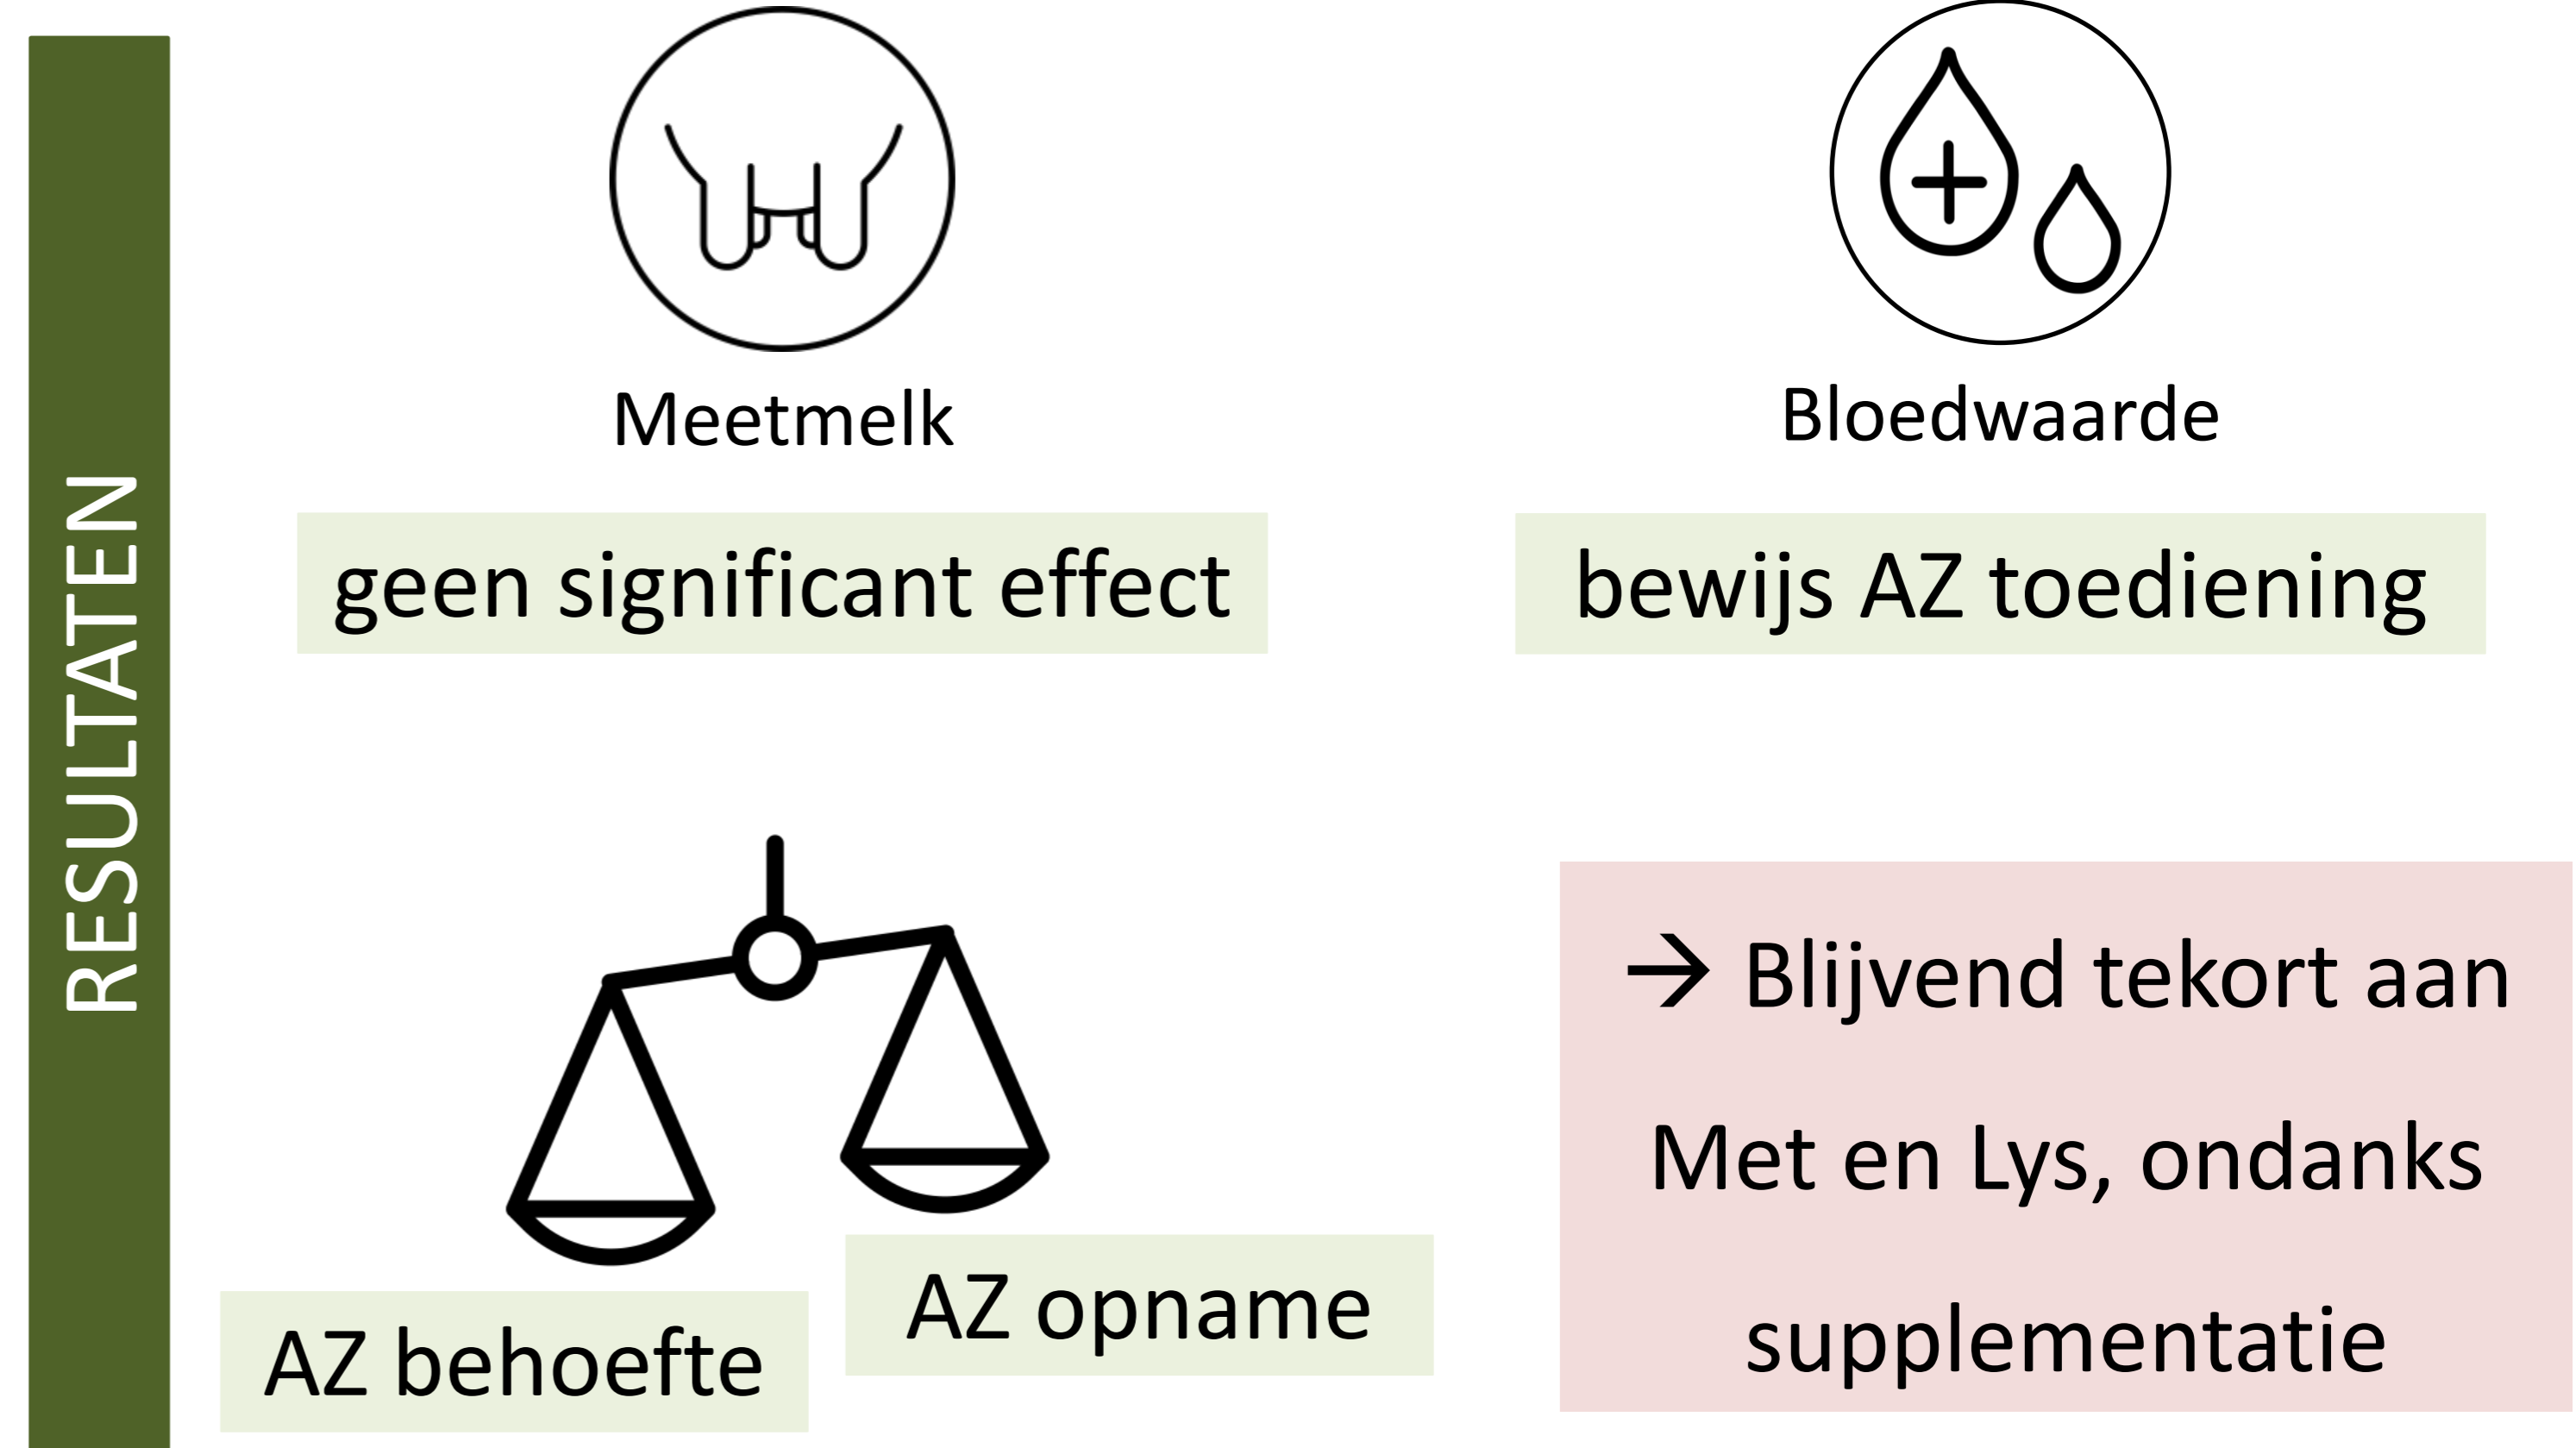 RESULTATEN
Meetmelk
Bloedwaarde
geen significant effect
bewijs AZ toediening
AZ behoefte
AZ opname
→ Blijvend tekort aan
Met en Lys, ondanks
supplementatie